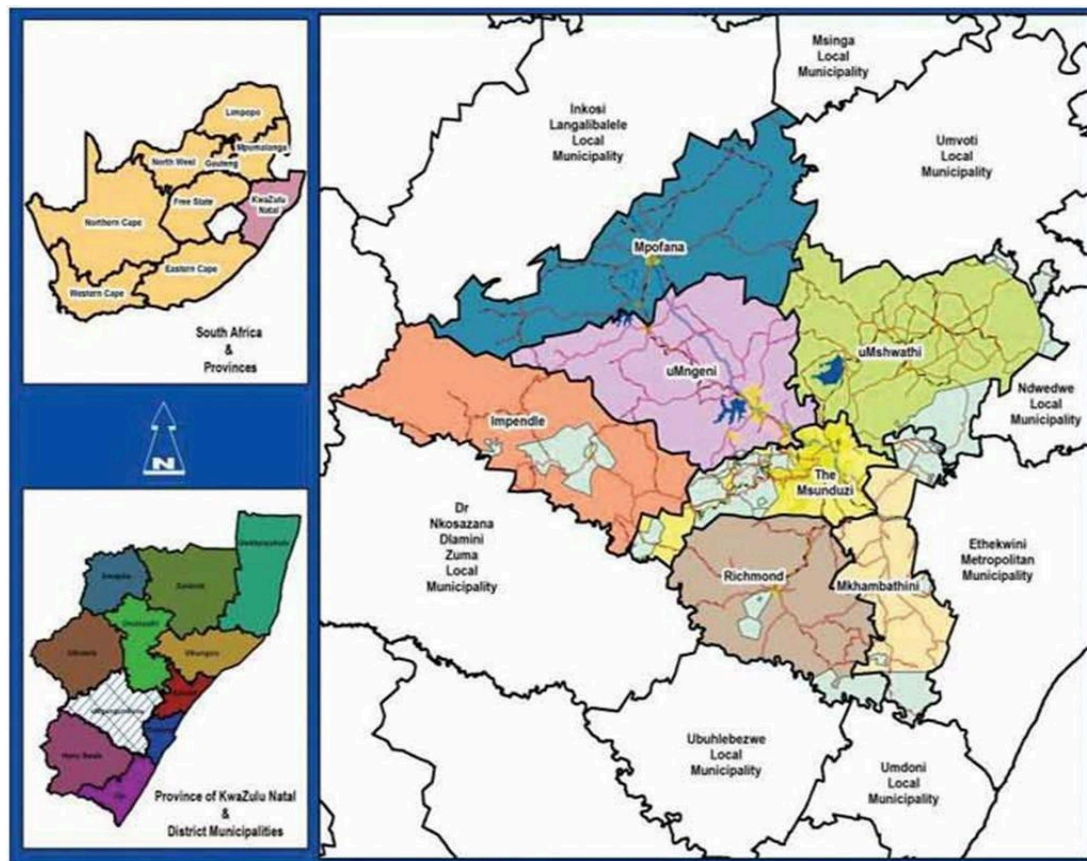 Limpopo
Mpumalanga
North West
Gauteng
Free State
KwaZulu
Natal
Northern Cape
Eastern Cape
Western Cape
South Africa
&
Provinces
N
Province of KwaZulu Natal
&
District Municipalities
Msinga
Local
Municipality
Inkosi
Langalibalele
Local
Municipality
Umvoti
Local
Municipality
Mpofana
uMshwathi
uMngeni
Ndwedwe
Local
Municipality
Impendle
The
Msunduzi
Dr
Nkosazana
Dlamini
Zuma
Local
Municipality
Ethekwini
Metropolitan
Municipality
Richmond
Mkhambathini
Ubuhlebezwe
Local
Municipality
Umdoni
Local
Municipality